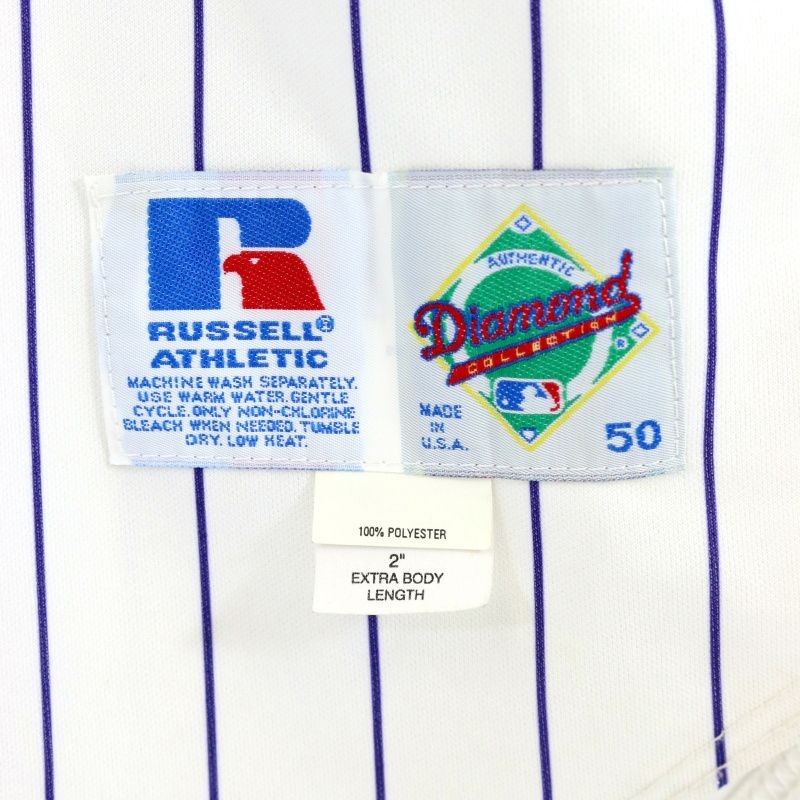 RUSSELL®
ATHLETIC
MACHINE WASH SEPARATELY.
USE WARM WATER. GENTLE
CYCLE. ONLY NON-CHLORINE
BLEACH WHEN NEEDED. TUMBLE
DRY. LOW HEAT.
AUTHENTIC
Diamond
COLLECTION
®
MADE
IN
U.S.A.
50
100% POLYESTER
2"
EXTRA BODY
LENGTH